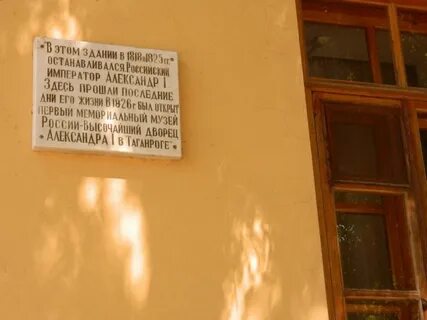 "В ЭТОМ ЗДАНИИ В 1818 И 1825 ГГ.
ОСТАНАВЛИВАЛСЯ РОССИЙСКИЙ
ИМПЕРАТОР АЛЕКСАНДР I
ЗДЕСЬ ПРОШЛИ ПОСЛЕДНИЕ
ДНИ ЕГО ЖИЗНИ В 1826 Г БЫЛ ОТКРЫТ
ПЕРВЫЙ МЕМОРИАЛЬНЫЙ МУЗЕЙ
РОССИИ-ВЫСОЧАЙШИЙ ДВОРЕЦ
АЛЕКСАНДРА I В ТАГАНРОГЕ"